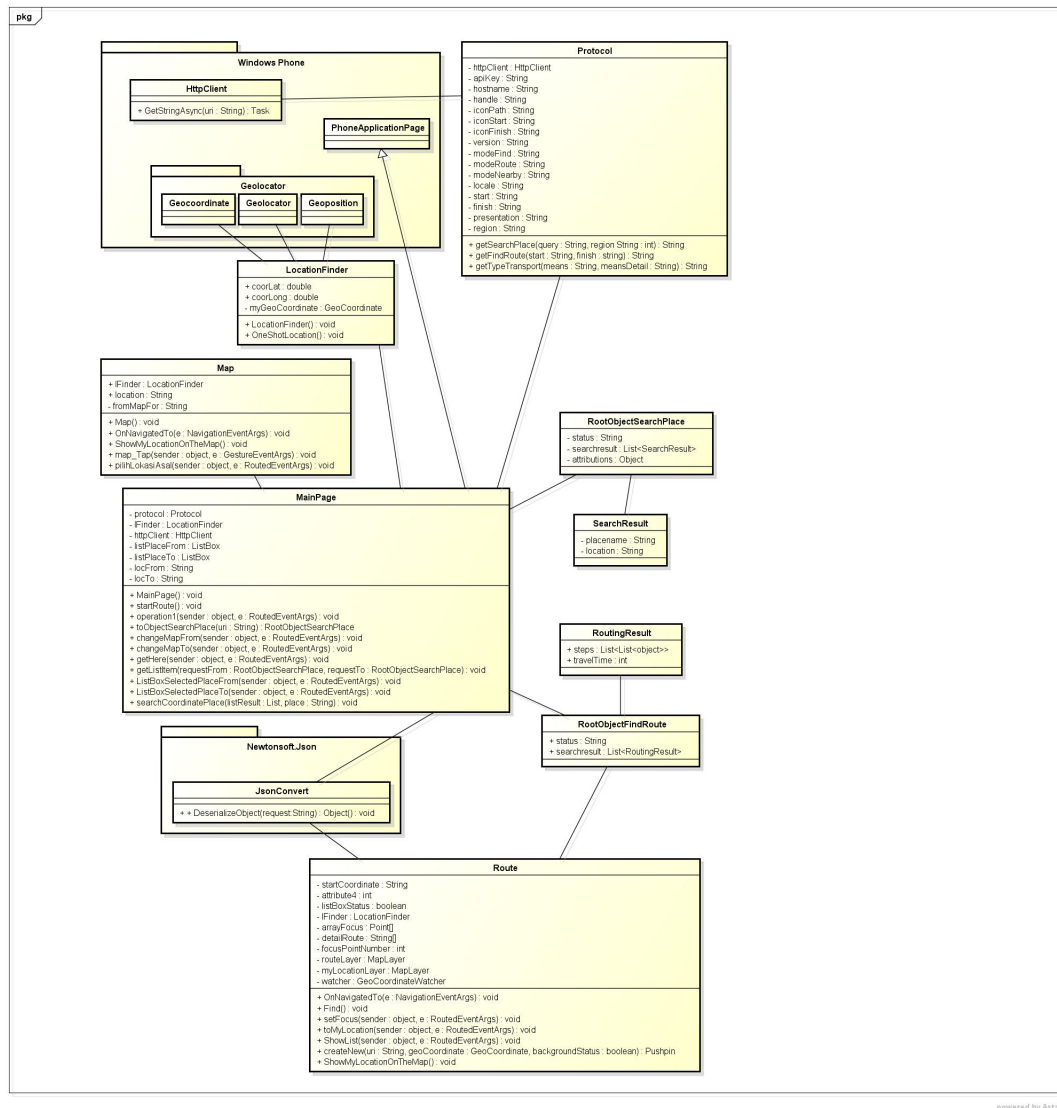 pkg
Windows Phone
HttpClient
+ GetStringAsync(uri : String) : Task
PhoneApplicationPage
Geolocator
Geocoordinate
Geolocator
Geoposition
Protocol
- httpClient : HttpClient
- apiKey : String
- hostname : String
- handle : String
- iconPath : String
- iconStart : String
- iconFinish : String
- version : String
- modeFind : String
- modeRoute : String
- modeNearby : String
- locale : String
- start : String
- finish : String
- presentation : String
- region : String
+ getSearchPlace(query : String, region String : int) : String
+ getFindRoute(start : String, finish : string) : String
+ getTypeTransport(means : String, meansDetail : String) : String
LocationFinder
+ coorLat : double
+ coorLong : double
- myGeoCoordinate : GeoCoordinate
+ LocationFinder() : void
+ OneShotLocation() : void
Map
+ lFinder : LocationFinder
+ location : String
- fromMapFor : String
+ Map() : void
+ OnNavigatedTo(e : NavigationEventArgs) : void
+ ShowMyLocationOnTheMap() : void
+ map_Tap(sender : object, e : GestureEventArgs) : void
+ pilihLokasiAsal(sender : object, e : RoutedEventArgs) : void
RootObjectSearchPlace
- status : String
- searchresult : List<SearchResult>
- attributions : Object
SearchResult
- placename : String
- location : String
MainPage
- protocol : Protocol
- lFinder : LocationFinder
- httpClient : HttpClient
- listPlaceFrom : ListBox
- listPlaceTo : ListBox
- locFrom : String
- locTo : String
+ MainPage() : void
+ startRoute() : void
+ operation1(sender : object, e : RoutedEventArgs) : void
+ toObjectSearchPlace(uri : String) : RootObjectSearchPlace
+ changeMapFrom(sender : object, e : RoutedEventArgs) : void
+ changeMapTo(sender : object, e : RoutedEventArgs) : void
+ getHere(sender : object, e : RoutedEventArgs) : void
+ getListItem(requestFrom : RootObjectSearchPlace, requestTo : RootObjectSearchPlace) : void
+ ListBoxSelectedPlaceFrom(sender : object, e : RoutedEventArgs) : void
+ ListBoxSelectedPlaceTo(sender : object, e : RoutedEventArgs) : void
+ searchCoordinatePlace(listResult : List, place : String) : void
RoutingResult
+ steps : List<List<object>>
+ travelTime : int
RootObjectFindRoute
+ status : String
+ searchresult : List<RoutingResult>
Newtonsoft.Json
JsonConvert
+ + DeserializeObject(request:String) : Object() : void
Route
- startCoordinate : String
- attribute4 : int
- listBoxStatus : boolean
- lFinder : LocationFinder
- arrayFocus : Point[]
- detailRoute : String[]
- focusPointNumber : int
- routeLayer : MapLayer
- myLocationLayer : MapLayer
- watcher : GeoCoordinateWatcher
+ OnNavigatedTo(e : NavigationEventArgs) : void
+ Find() : void
+ setFocus(sender : object, e : RoutedEventArgs) : void
+ toMyLocation(sender : object, e : RoutedEventArgs) : void
+ ShowList(sender : object, e : RoutedEventArgs) : void
+ createNew(uri : String, geoCoordinate : GeoCoordinate, backgroundStatus : boolean) : Pushpin
+ ShowMyLocationOnTheMap() : void
powered by Asta